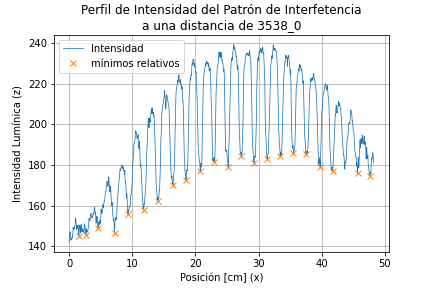 Perfil de Intensidad del Patrón de Interfetencia
a una distancia de 3538_0
Intensidad
mínimos relativos
Intensidad Lumínica (z)
240
220
200
180
160
140
0
10
20
30
40
50
Posición [cm] (x)